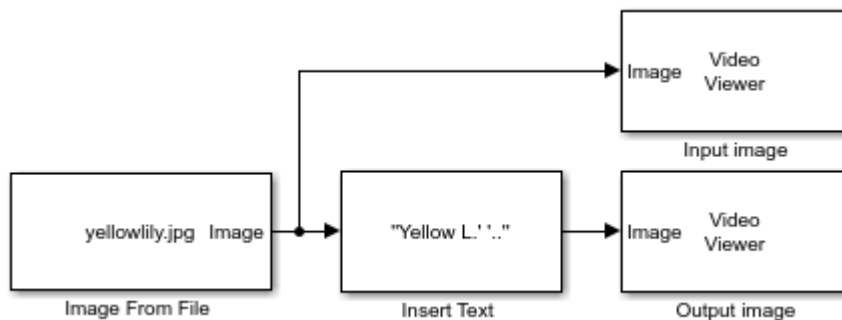 Image
Video
Viewer
Input image
yellowlily.jpg Image
Image From File
"Yellow L.' '.."
Insert Text
Image
Video
Viewer
Output image